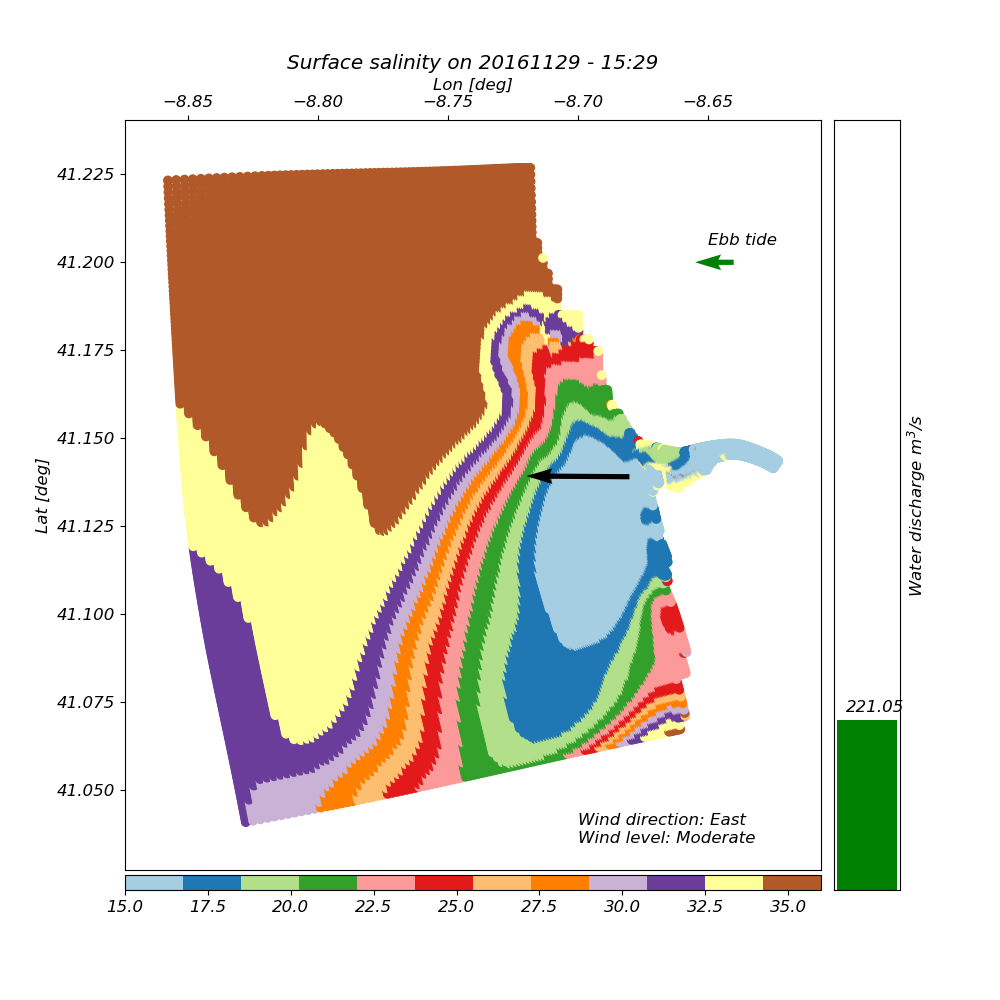 Surface salinity on 20161129 - 15:29
Lon [deg]
−8.85 −8.80 −8.75 −8.70 −8.65
41.225
41.200
41.175
41.150
41.125
41.100
41.075
41.050
Lat [deg]
Ebb tide
Wind direction: East
Wind level: Moderate
221.05
Water discharge m³/s
15.0 17.5 20.0 22.5 25.0 27.5 30.0 32.5 35.0